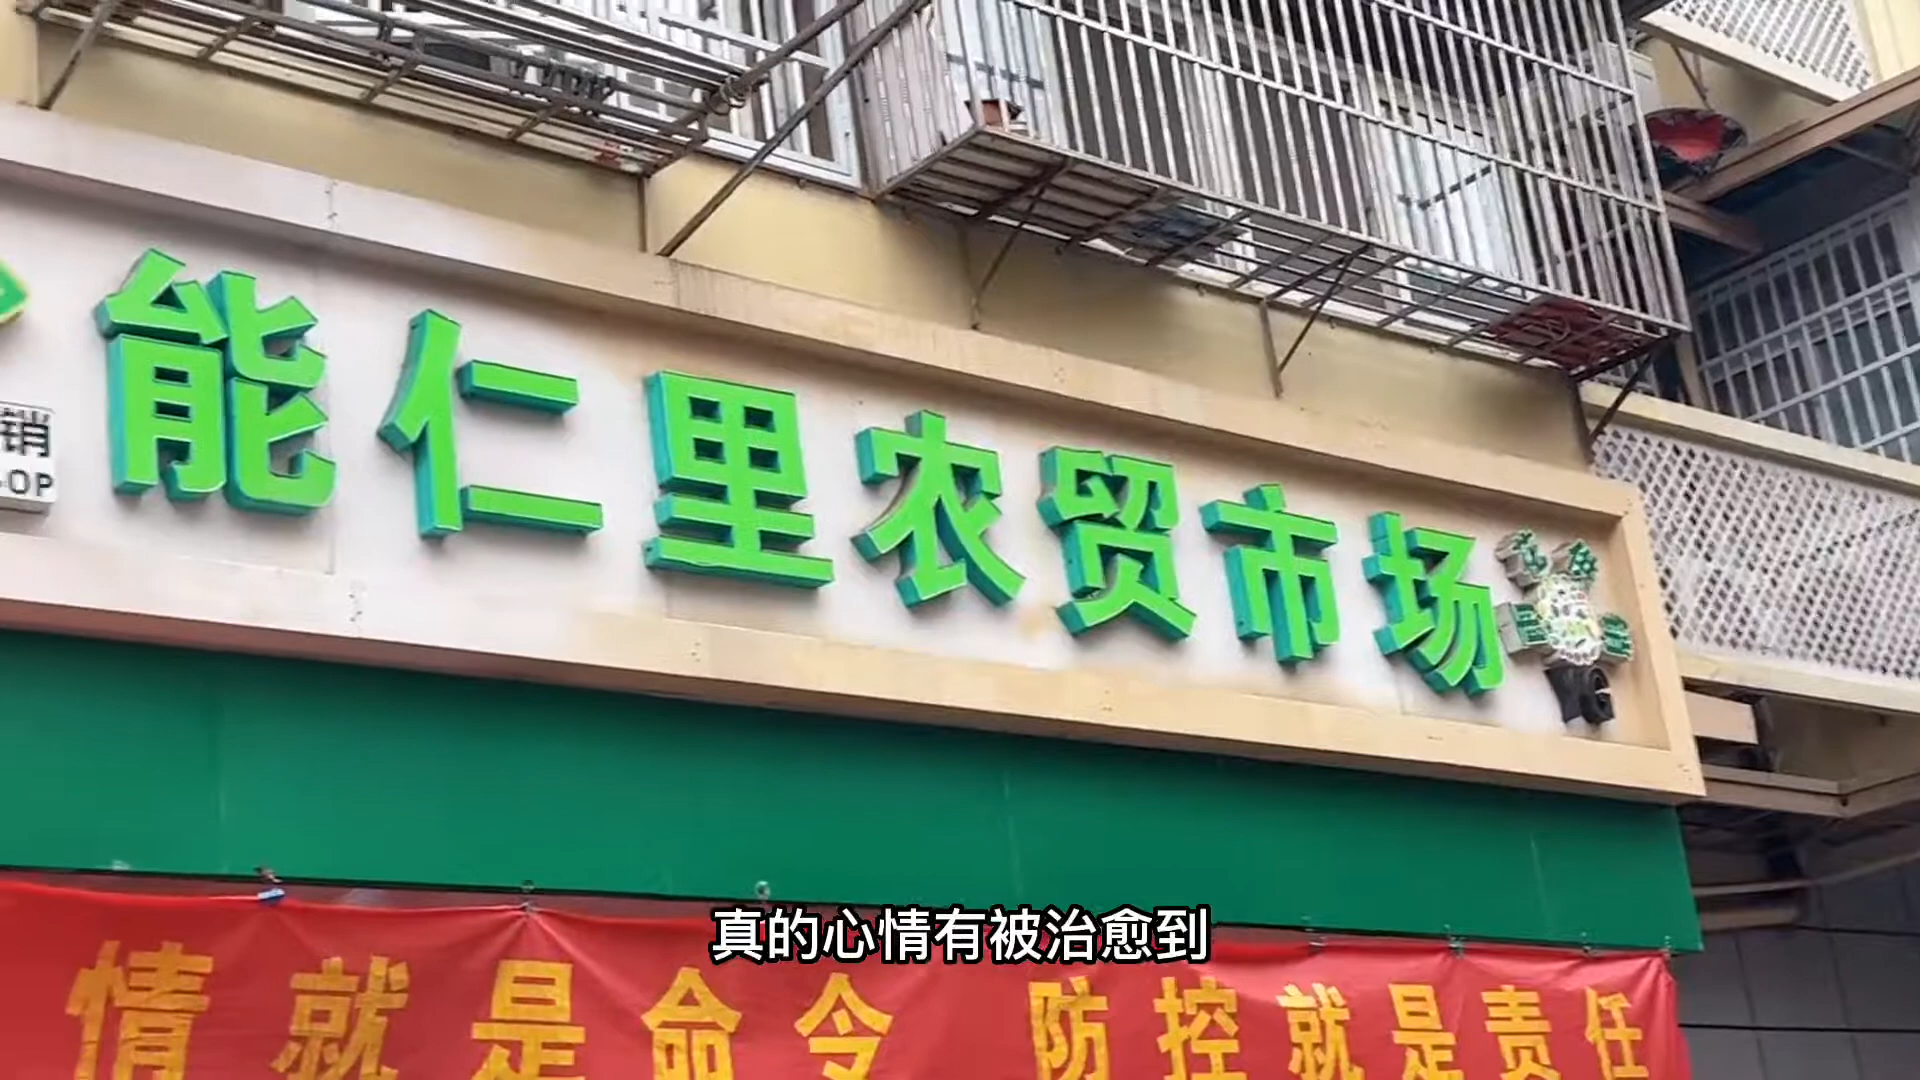 销
OP
能仁里农贸市场
真的心情有被治愈到
情就是命令 防控就是责任